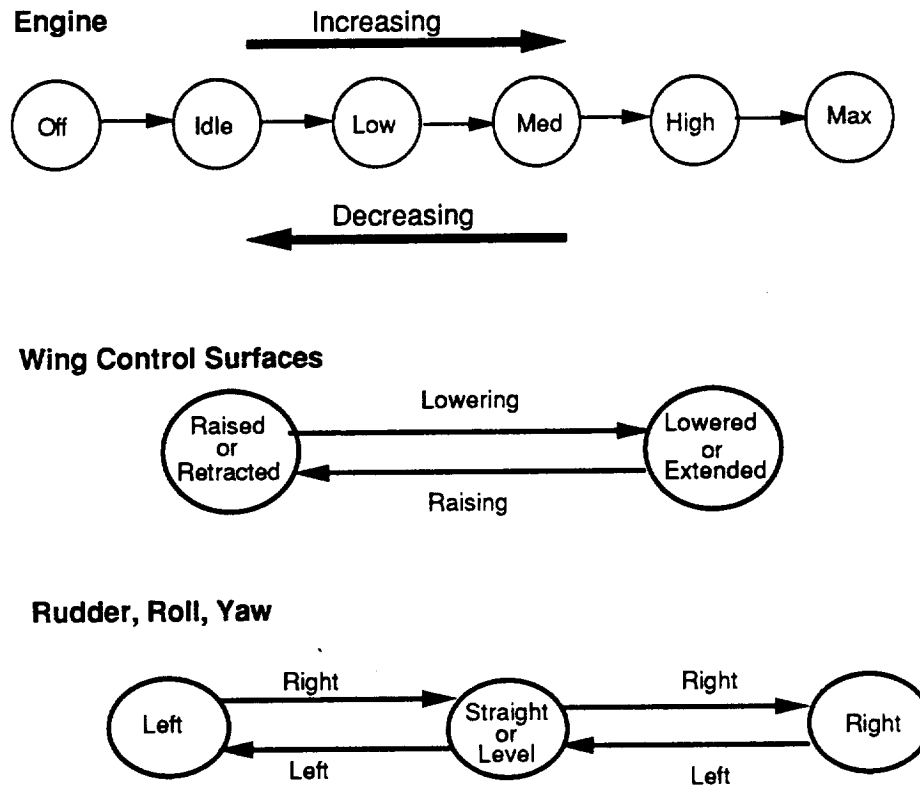 Engine
Increasing
Off
Idle
Low
Med
High
Max
Decreasing
Wing Control Surfaces
Raised
or
Retracted
Lowering
Raising
Lowered
or
Extended
Rudder, Roll, Yaw
Left
Right
Left
Straight
or
Level
Right
Left
Right